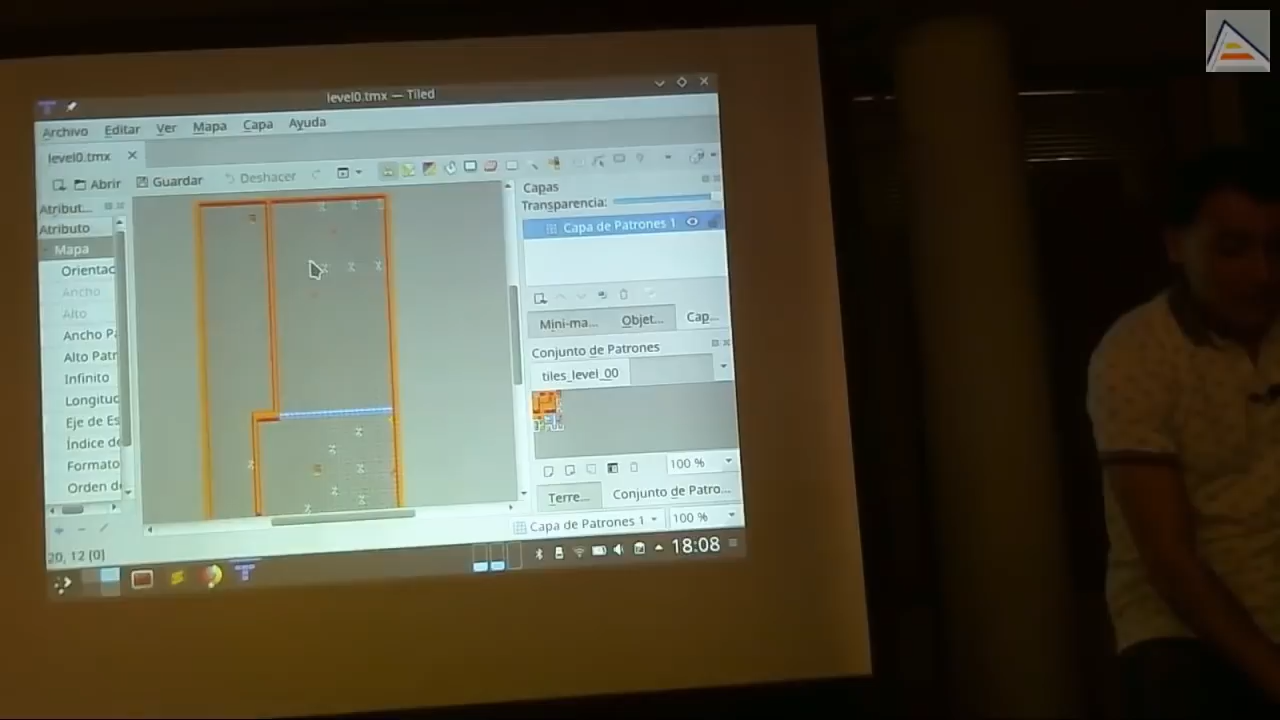 level0.tmx — Tiled
Archivo Editar Ver Mapa Capa Ayuda
level0.tmx
Abrir Guardar Deshacer
Atribut...
Atributo
Mapa
Orientac
Ancho
Alto
Ancho Pa
Alto Patr
Infinito
Longituc
Eje de Es
Índice de
Formato
Orden de
20, 12 [0]
Capas
Transparencia:
Capa de Patrones 1
Mini-ma... Objet... Cap...
Conjunto de Patrones
tiles_level_00
100 %
Terre... Conjunto de Patro...
Capa de Patrones 1 100 %
18:08